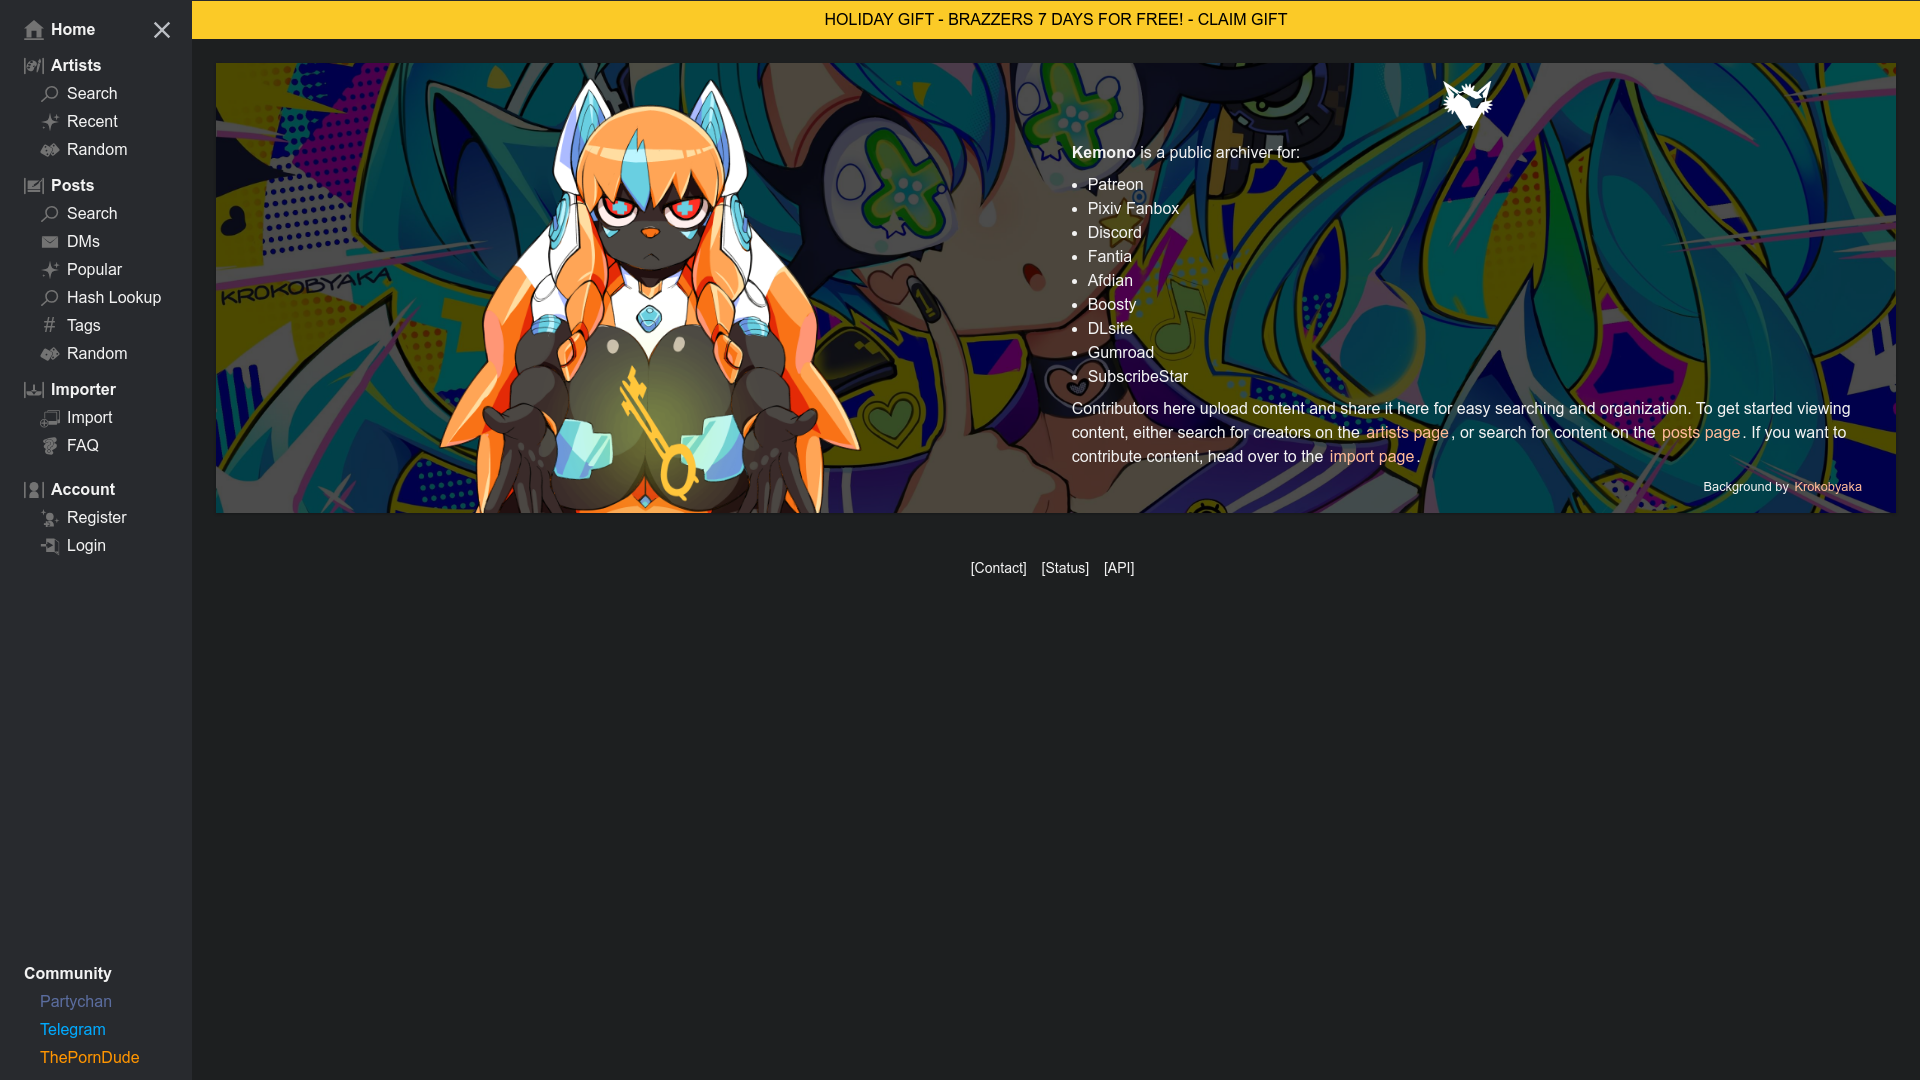 Home
Artists
Search
Recent
Random
Posts
Search
DMs
Popular
Hash Lookup
Tags
Random
Importer
Import
FAQ
Account
Register
Login
Community
Partychan
Telegram
ThePornDude
HOLIDAY GIFT - BRAZZERS 7 DAYS FOR FREE! - CLAIM GIFT
KROKOBYAKA
Kemono is a public archiver for:
Patreon
Pixiv Fanbox
Discord
Fantia
Afdian
Boosty
DLsite
Gumroad
SubscribeStar
Contributors here upload content and share it here for easy searching and organization. To get started viewing
content, either search for creators on the artists page, or search for content on the posts page. If you want to
contribute content, head over to the import page.
Background by Krokobyaka
[Contact] [Status] [API]